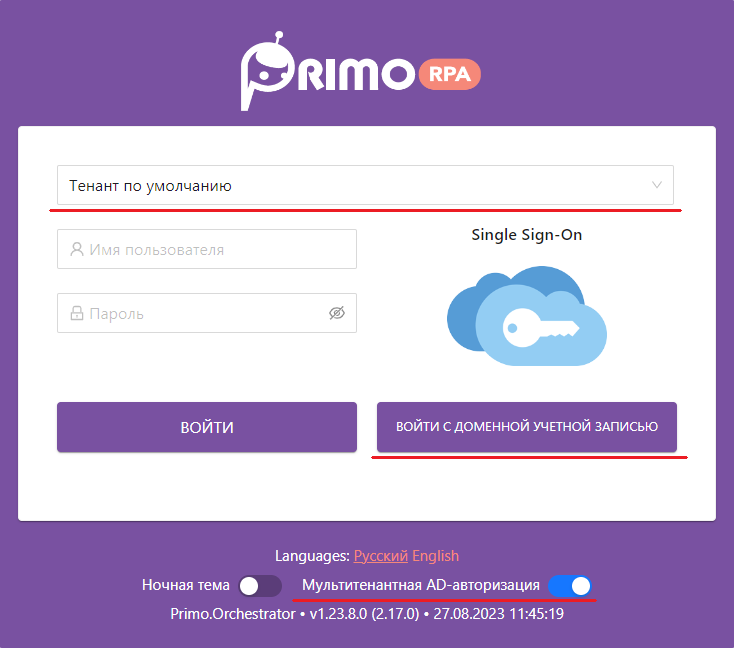 PRIMO RPA
Тенант по умолчанию
Имя пользователя
Single Sign-On
Пароль
ВОЙТИ
ВОЙТИ С ДОМЕННОЙ УЧЕТНОЙ ЗАПИСЬЮ
Languages: Русский English
Ночная тема Мультитенантная AD-авторизация
Primo.Orchestrator • v1.23.8.0 (2.17.0) • 27.08.2023 11:45:19